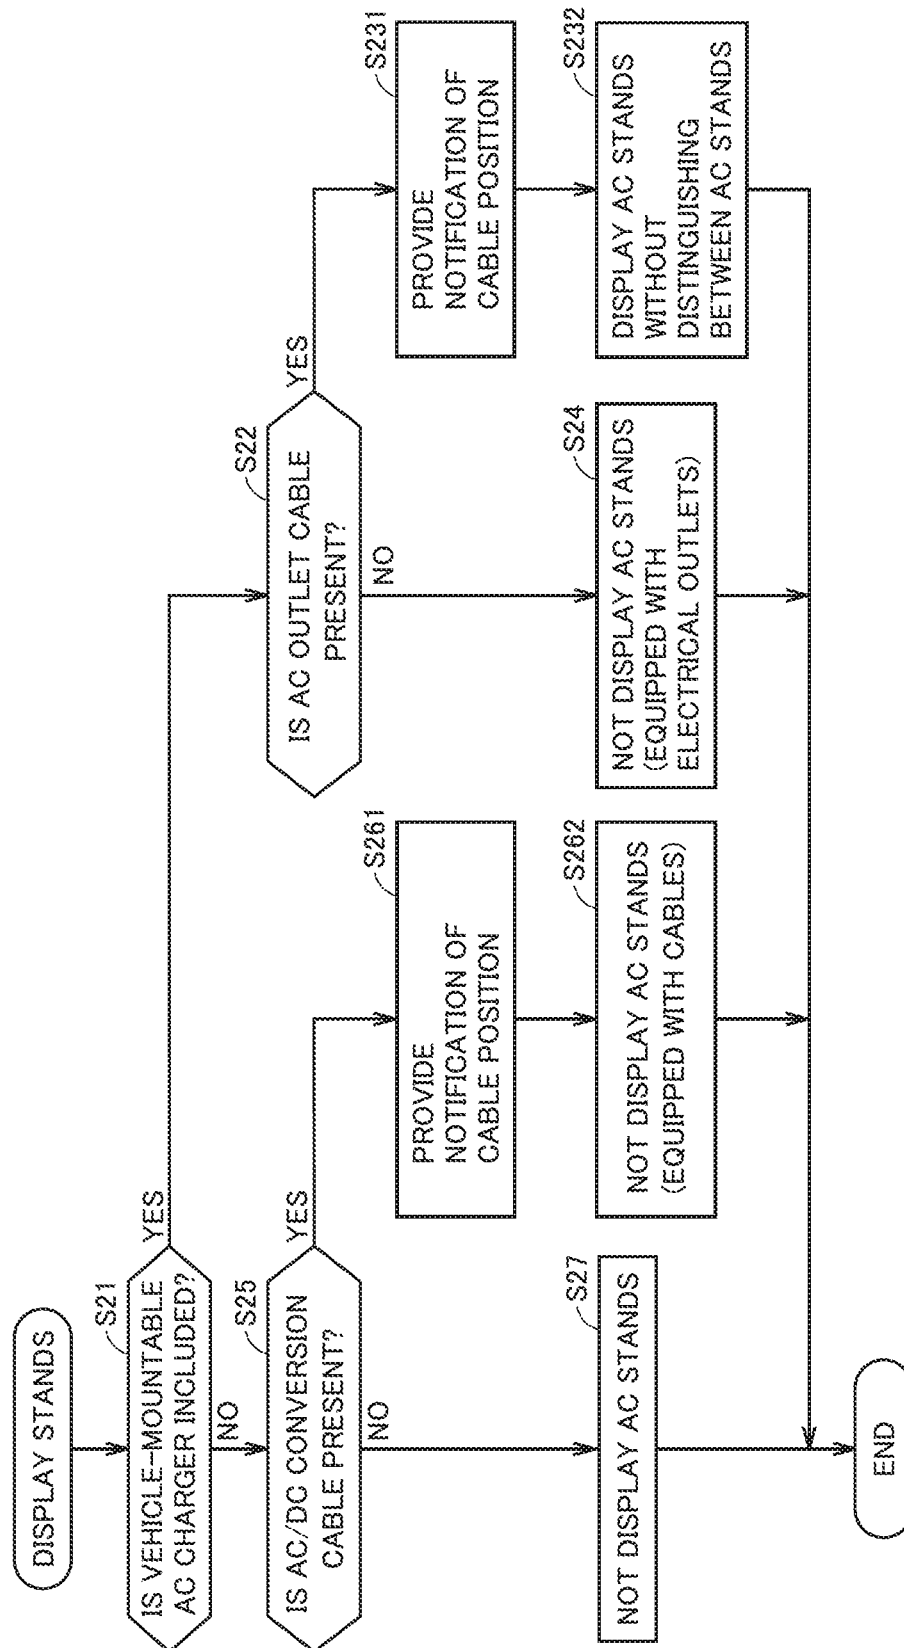 DISPLAY STANDS
S21
IS VEHICLE-MOUNTABLE
AC CHARGER INCLUDED?
YES
NO
S22
IS AC OUTLET CABLE
PRESENT?
YES
NO
S25
IS AC/DC CONVERSION
CABLE PRESENT?
YES
NO
S261
PROVIDE
NOTIFICATION OF
CABLE POSITION
S231
PROVIDE
NOTIFICATION OF
CABLE POSITION
S27
NOT DISPLAY AC STANDS
S262
NOT DISPLAY AC STANDS
(EQUIPPED WITH CABLES)
S24
NOT DISPLAY AC STANDS
(EQUIPPED WITH
ELECTRICAL OUTLETS)
S232
DISPLAY AC STANDS
WITHOUT
DISTINGUISHING
BETWEEN AC STANDS
END